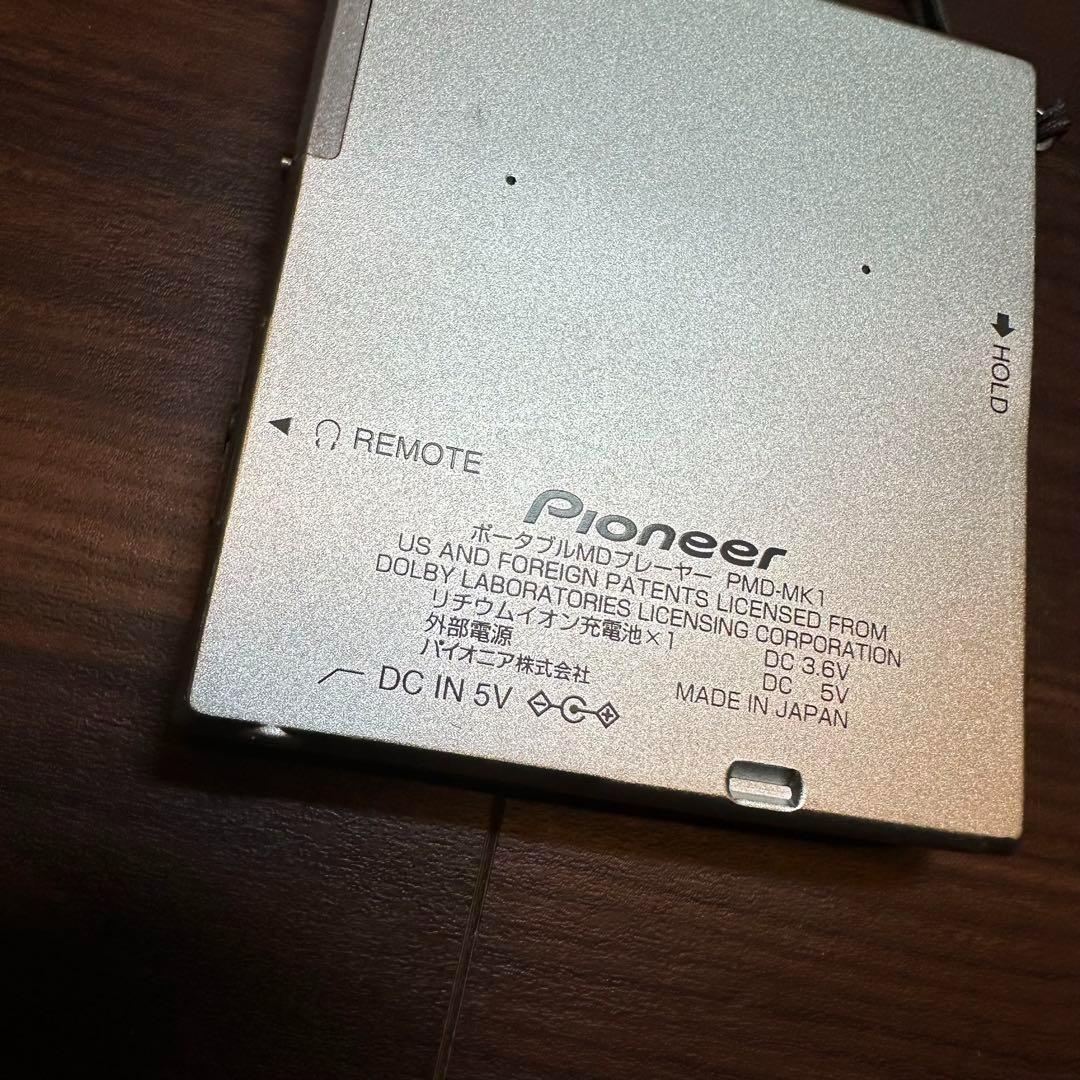 HOLD
REMOTE
Pioneer
ポータブルMDプレーヤー PMD-MK1
US AND FOREIGN PATENTS LICENSED FROM
DOLBY LABORATORIES LICENSING CORPORATION
リチウムイオン充電池×1 DC 3.6V
外部電源 DC 5V
パイオニア株式会社 MADE IN JAPAN
DC IN 5V